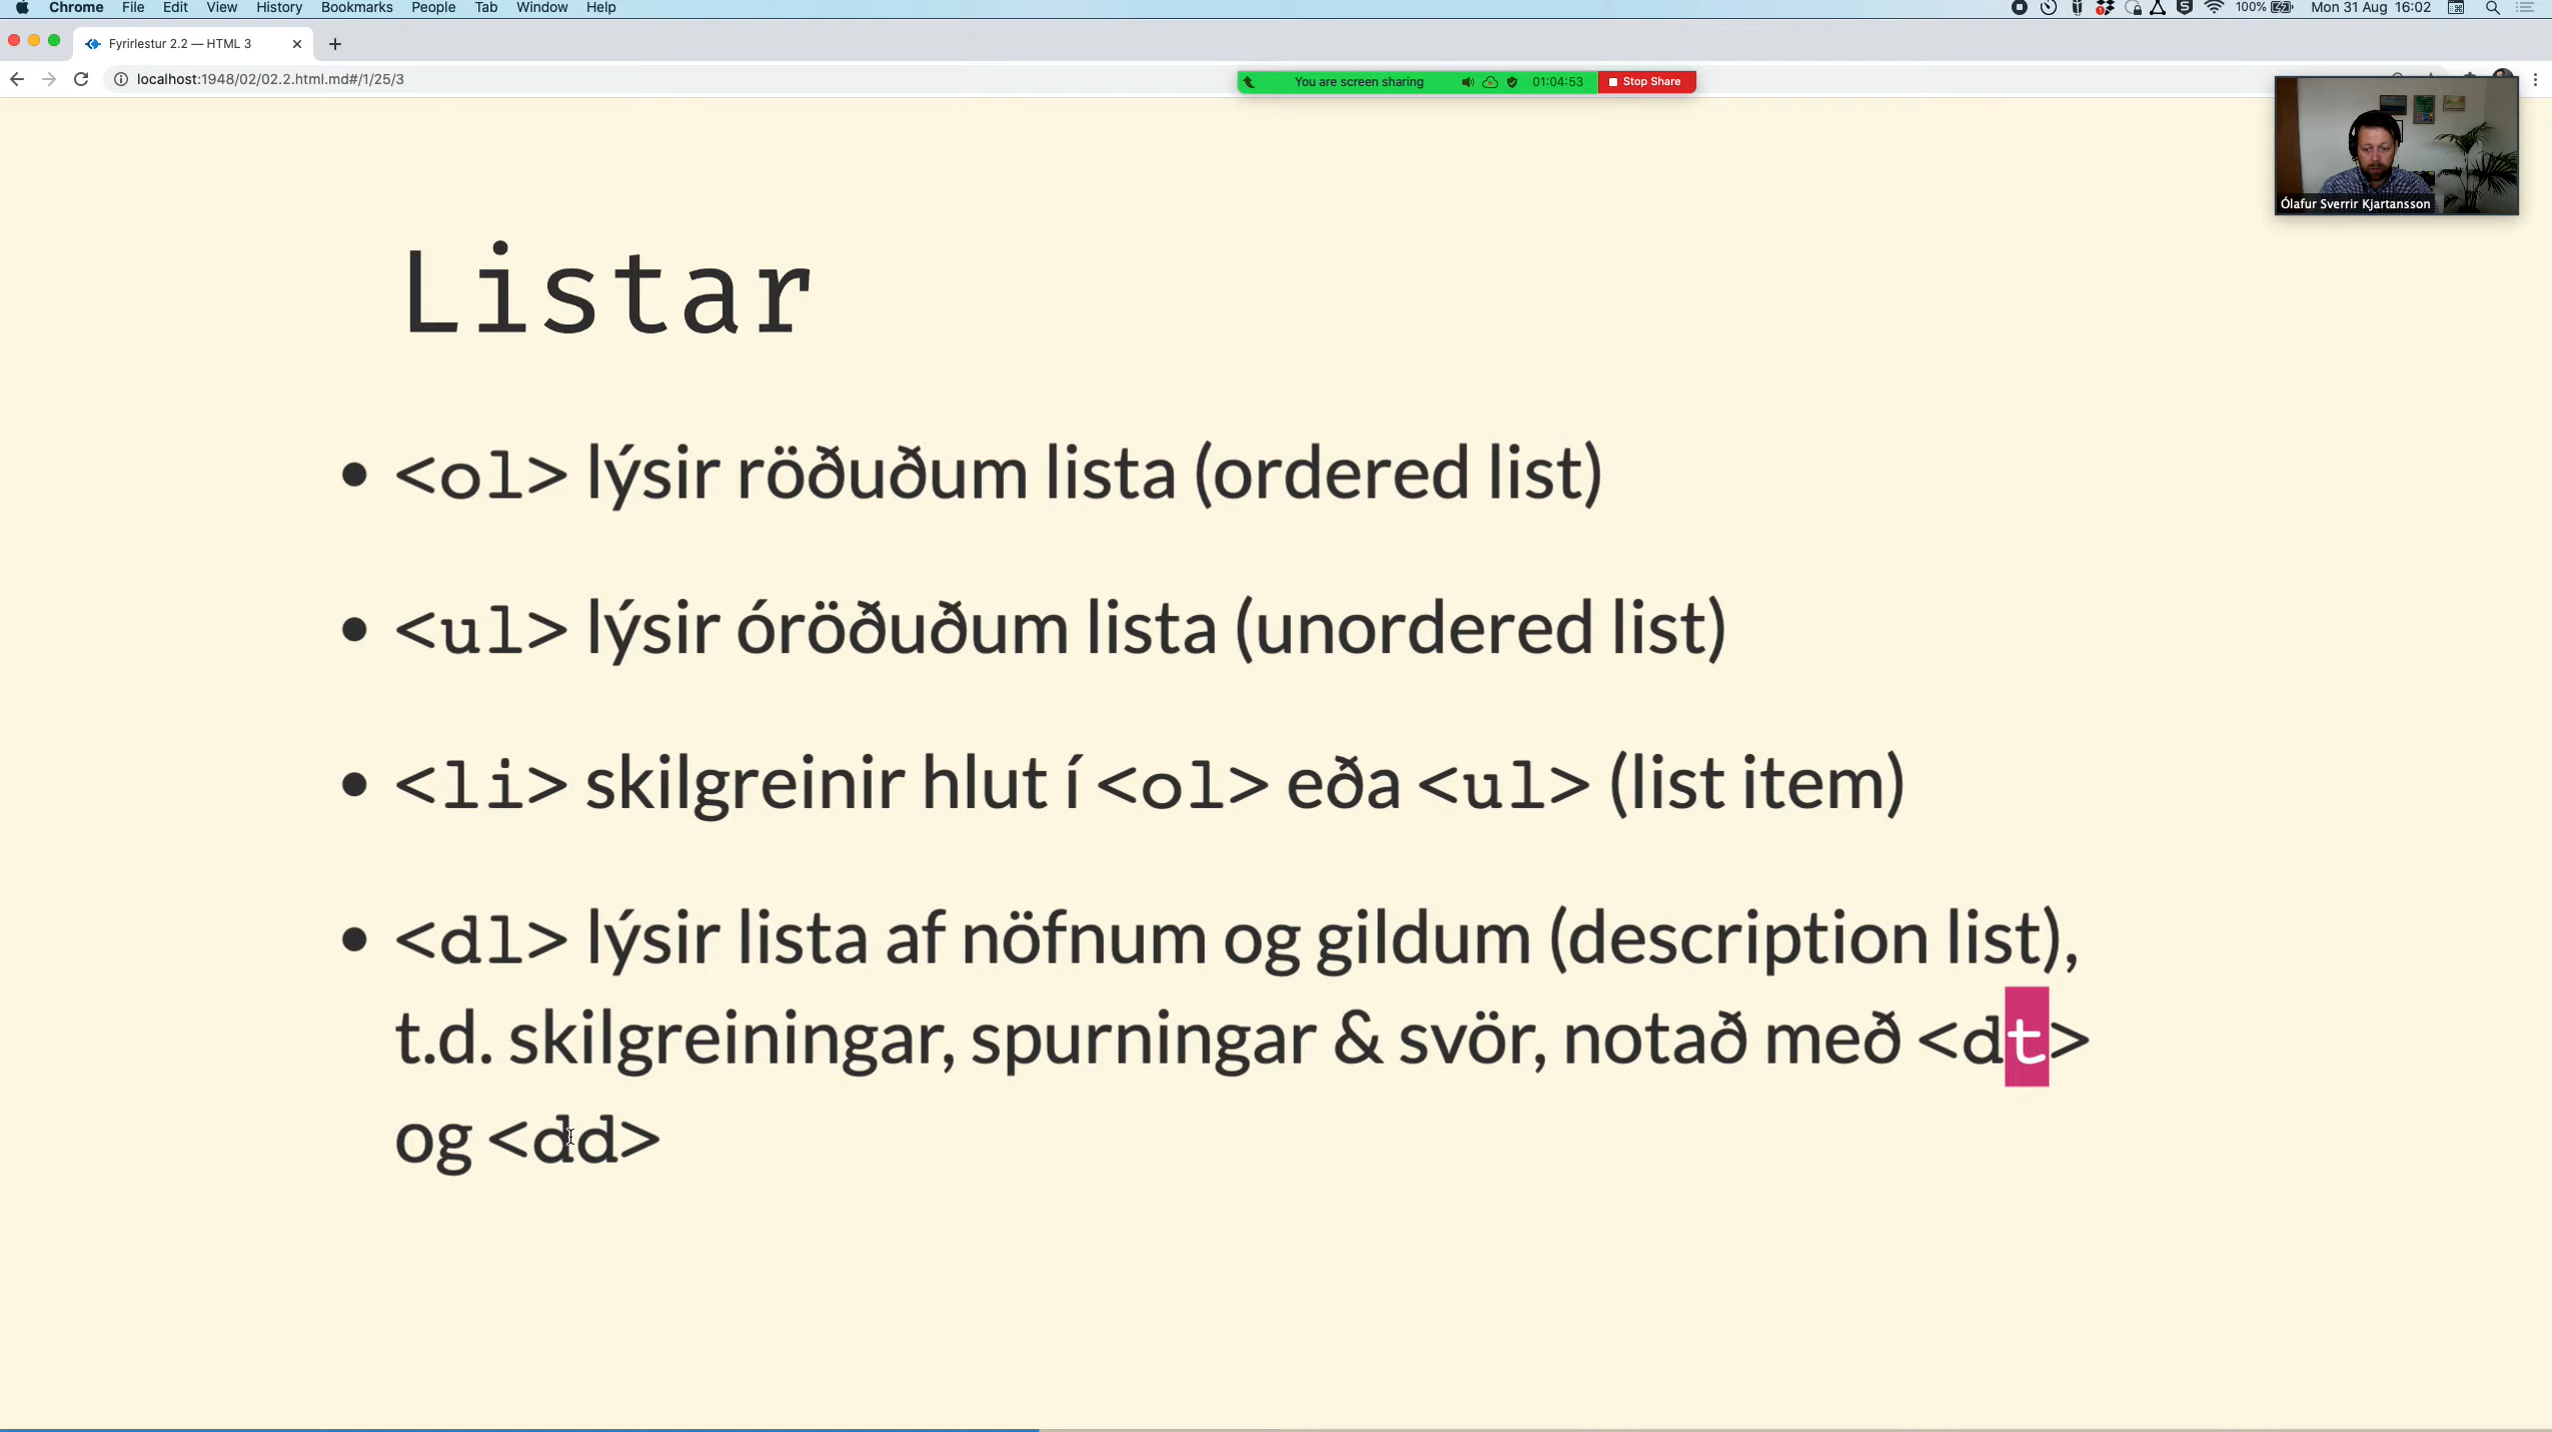 Chrome File Edit View History Bookmarks People Tab Window Help
100% Mon 31 Aug 16:02
Fyrirlestur 2.2 — HTML 3
localhost:1948/02/02.2.html.md#/1/25/3
You are screen sharing 01:04:53 Stop Share
Ólafur Sverrir Kjartansson
Listar
• <ol> lýsir röðuðum lista (ordered list)
• <ul> lýsir óröðuðum lista (unordered list)
• <li> skilgreinir hlut í <ol> eða <ul> (list item)
• <dl> lýsir lista af nöfnum og gildum (description list),
t.d. skilgreiningar, spurningar & svör, notað með <dt>
og <dd>